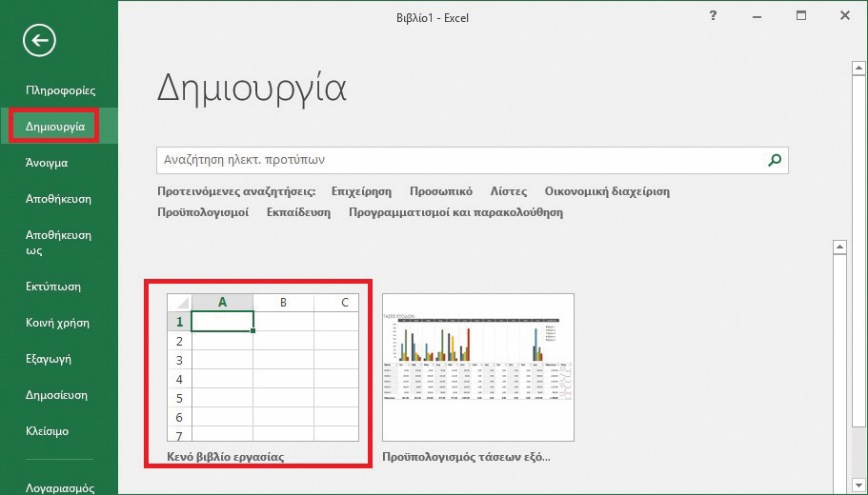 Βιβλίο1 - Excel
?
Πληροφορίες
Δημιουργία
Άνοιγμα
Αποθήκευση
Αποθήκευση
ως
Εκτύπωση
Κοινή χρήση
Εξαγωγή
Δημοσίευση
Κλείσιμο
Λογαριασμός
Δημιουργία
Αναζήτηση ηλεκτ. προτύπων
Προτεινόμενες αναζητήσεις: Επιχείρηση Προσωπικό Λίστες Οικονομική διαχείριση
Προϋπολογισμοί Εκπαίδευση Προγραμματισμοί και παρακολούθηση
A B C
1
2
3
4
5
6
7
Κενό βιβλίο εργασίας
Προϋπολογισμός τάσεων εξό...